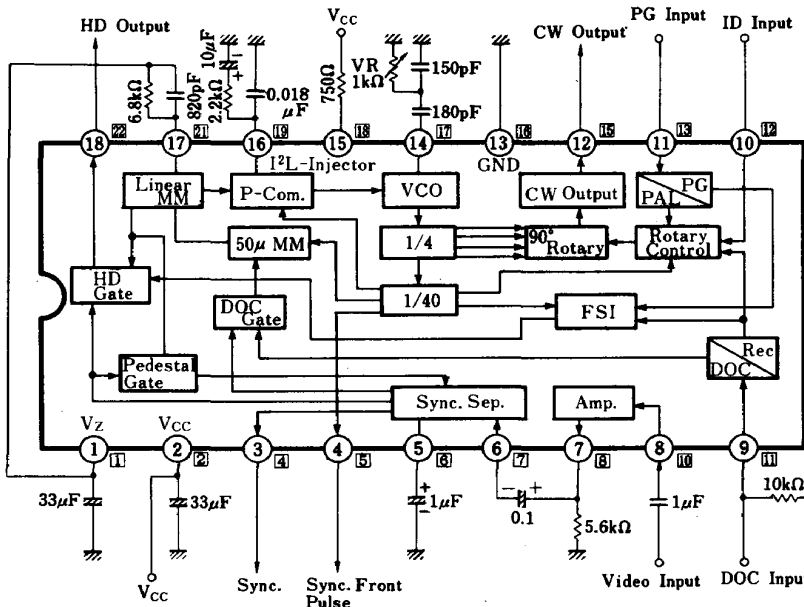 HD Output
10μF
-
+
2.2kΩ
0.018
μF
6.8kΩ
820pF
VCC
750Ω
VR
1kΩ
150pF
180pF
CW Output
PG Input
ID Input
18 22
17 21
16 19
15 18
14 17
13 16
12 15
11 13
10 12
I²L-Injector
GND
Linear
MM
P-Com.
VCO
CW Output
PG
PAL
50μ MM
1/4
90°
Rotary
Rotary
Control
HD
Gate
DOC
Gate
1/40
FSI
Rec
DOC
Pedestal
Gate
Sync. Sep.
Amp.
VZ
VCC
1 1
2 2
3 4
4 5
5 6
6 7
7 8
8 10
9 11
33μF
33μF
+
-
1μF
- +
0.1
5.6kΩ
1μF
10kΩ
VCC
Sync.
Sync. Front
Pulse
Video Input
DOC Inpu